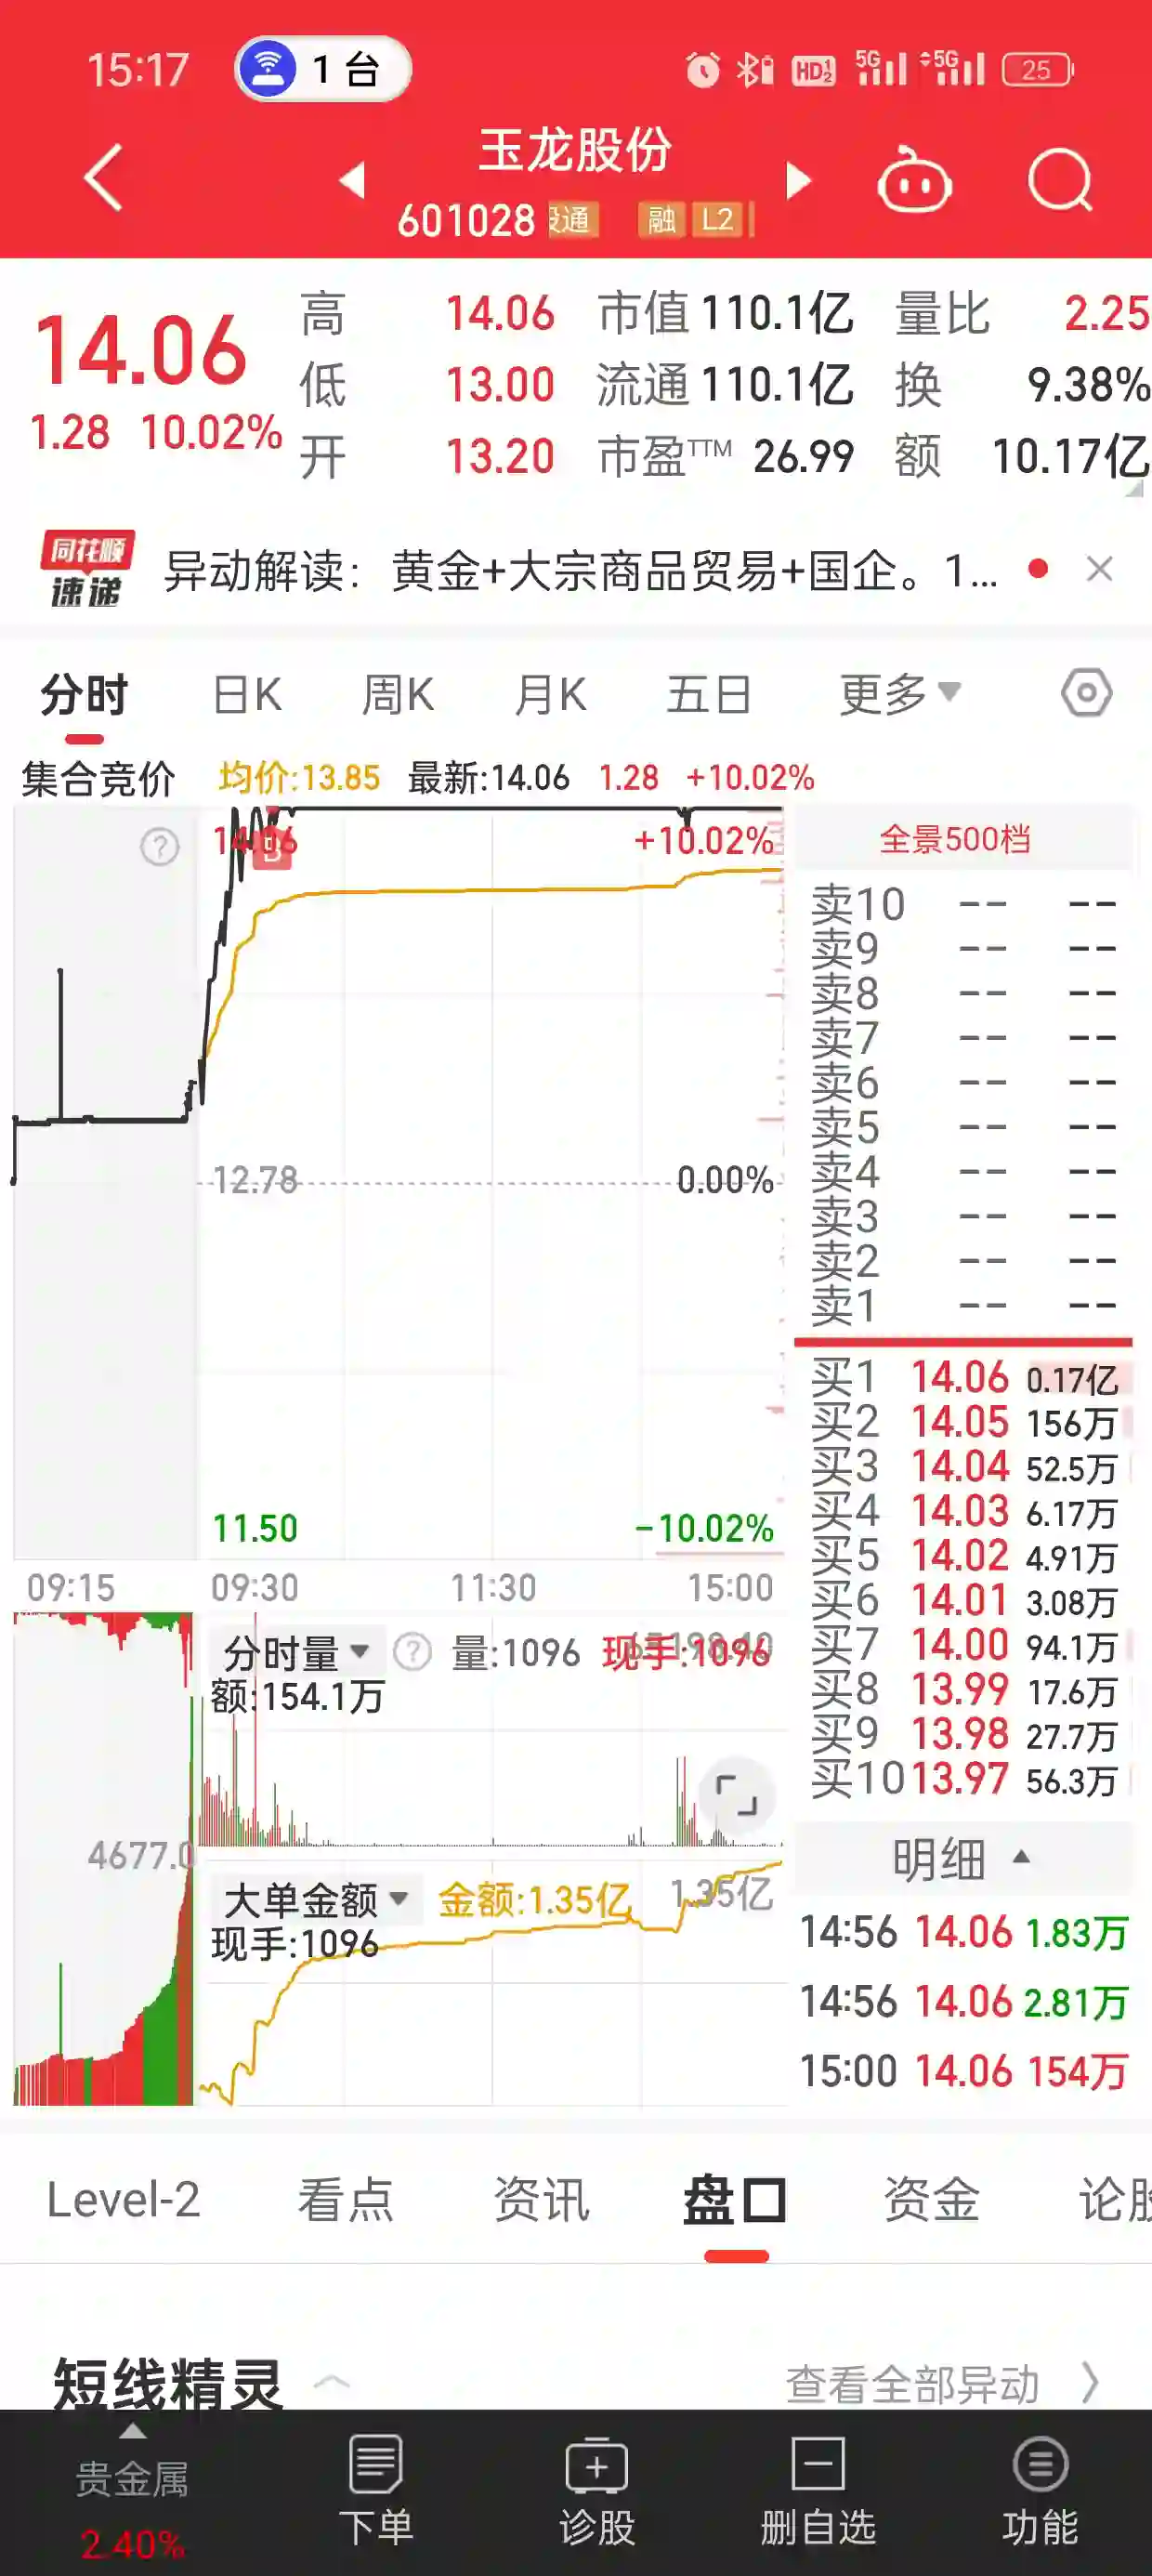 15:17 1 台 HD 1 2 5G 5G 25
玉龙股份
601028 通 融 L2
14.06
1.28 10.02%
高 14.06 市值 110.1亿 量比 2.25
低 13.00 流通 110.1亿 换 9.38%
开 13.20 市盈TTM 26.99 额 10.17亿
同花顺
速递
异动解读：黄金+大宗商品贸易+国企。1...
分时 日K 周K 月K 五日 更多
集合竞价 均价:13.85 最新:14.06 1.28 +10.02%
14.06 B +10.02%
12.78 0.00%
11.50 -10.02%
09:15 09:30 11:30 15:00
分时量 ? 量:1096 现手:1096
额:154.1万
4677.0
大单金额 金额:1.35亿 1.35亿
现手:1096
全景500档
卖10 -- --
卖9 -- --
卖8 -- --
卖7 -- --
卖6 -- --
卖5 -- --
卖4 -- --
卖3 -- --
卖2 -- --
卖1 -- --
买1 14.06 0.17亿
买2 14.05 156万
买3 14.04 52.5万
买4 14.03 6.17万
买5 14.02 4.91万
买6 14.01 3.08万
买7 14.00 94.1万
买8 13.99 17.6万
买9 13.98 27.7万
买10 13.97 56.3万
明细
14:56 14.06 1.83万
14:56 14.06 2.81万
15:00 14.06 154万
Level-2 看点 资讯 盘口 资金 论股
短线精灵 查看全部异动
贵金属
2.40%
下单 诊股 删自选 功能